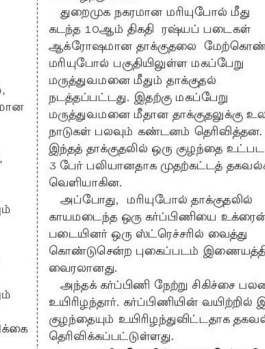 துறைமுக நகரமான மரியுபோல் மீது
கடந்த 10ஆம் திகதி ரஷ்யப் படைகள்
ஆக்ரோஷமான தாக்குதலை மேற்கொண்
மரியுபோல் பகுதியிலுள்ள மகப்பேறு
மருத்துவமனை மீதும் தாக்குதல்
நடத்தப்பட்டது. இதற்கு மகப்பேறு
மருத்துவமனை மீதான தாக்குதலுக்கு உல
நாடுகள் பலவும் கண்டனம் தெரிவித்தன.
இந்தத் தாக்குதலில் ஒரு குழந்தை உட்பட
3 பேர் பலியானதாக முதற்கட்டத் தகவல்க
வெளியாகின.
அப்போது, மரியுபோல் தாக்குதலில்
காயமடைந்த ஒரு கர்ப்பிணியை உக்ரைன்
படையினர் ஒரு ஸ்ட்ரெச்சரில் வைத்து
கொண்டுசென்ற புகைப்படம் இணையத்தி
வைரலானது.
அந்தக் கர்ப்பிணி நேற்று சிகிச்சை பலன
உயிரிழந்தார். கர்ப்பிணியின் வயிற்றில் இ
குழந்தையும் உயிரிழந்துவிட்டதாக தகவல்
தெரிவிக்கப்பட்டுள்ளது.